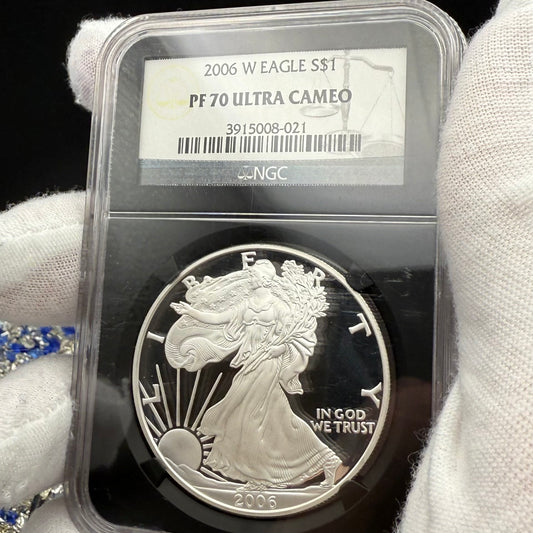 2006 W EAGLE S$1
PF 70 ULTRA CAMEO
3915008-021
NGC
LIBERTY
IN GOD
WE TRUST
2006